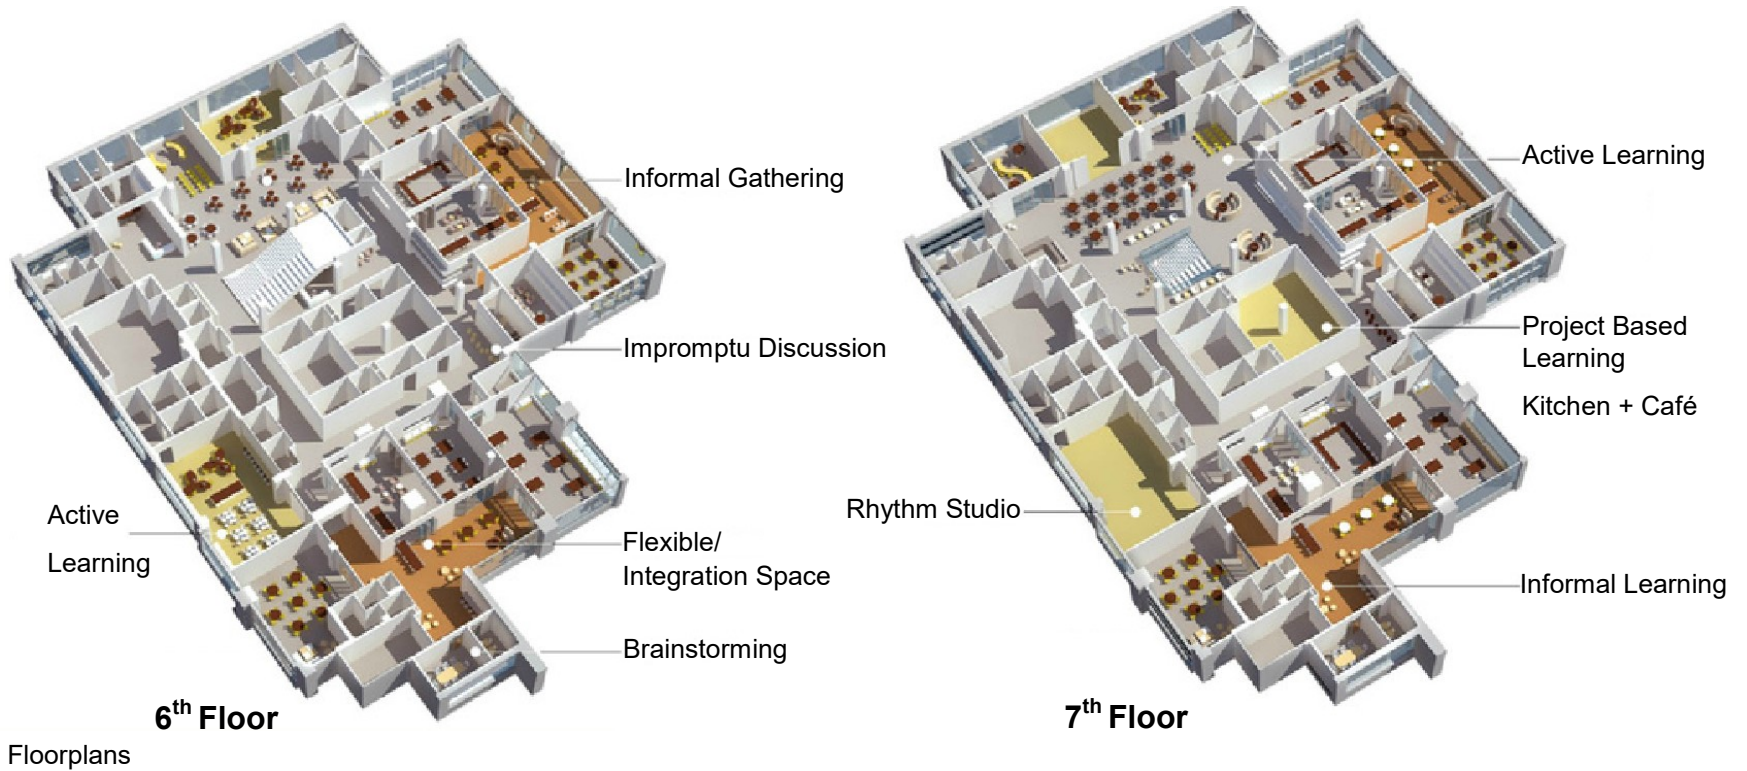 Informal Gathering
Impromptu Discussion
Active
Learning
Flexible/
Integration Space
Brainstorming
6th Floor
Active Learning
Project Based
Learning
Kitchen + Café
Rhythm Studio
Informal Learning
7th Floor
Floorplans